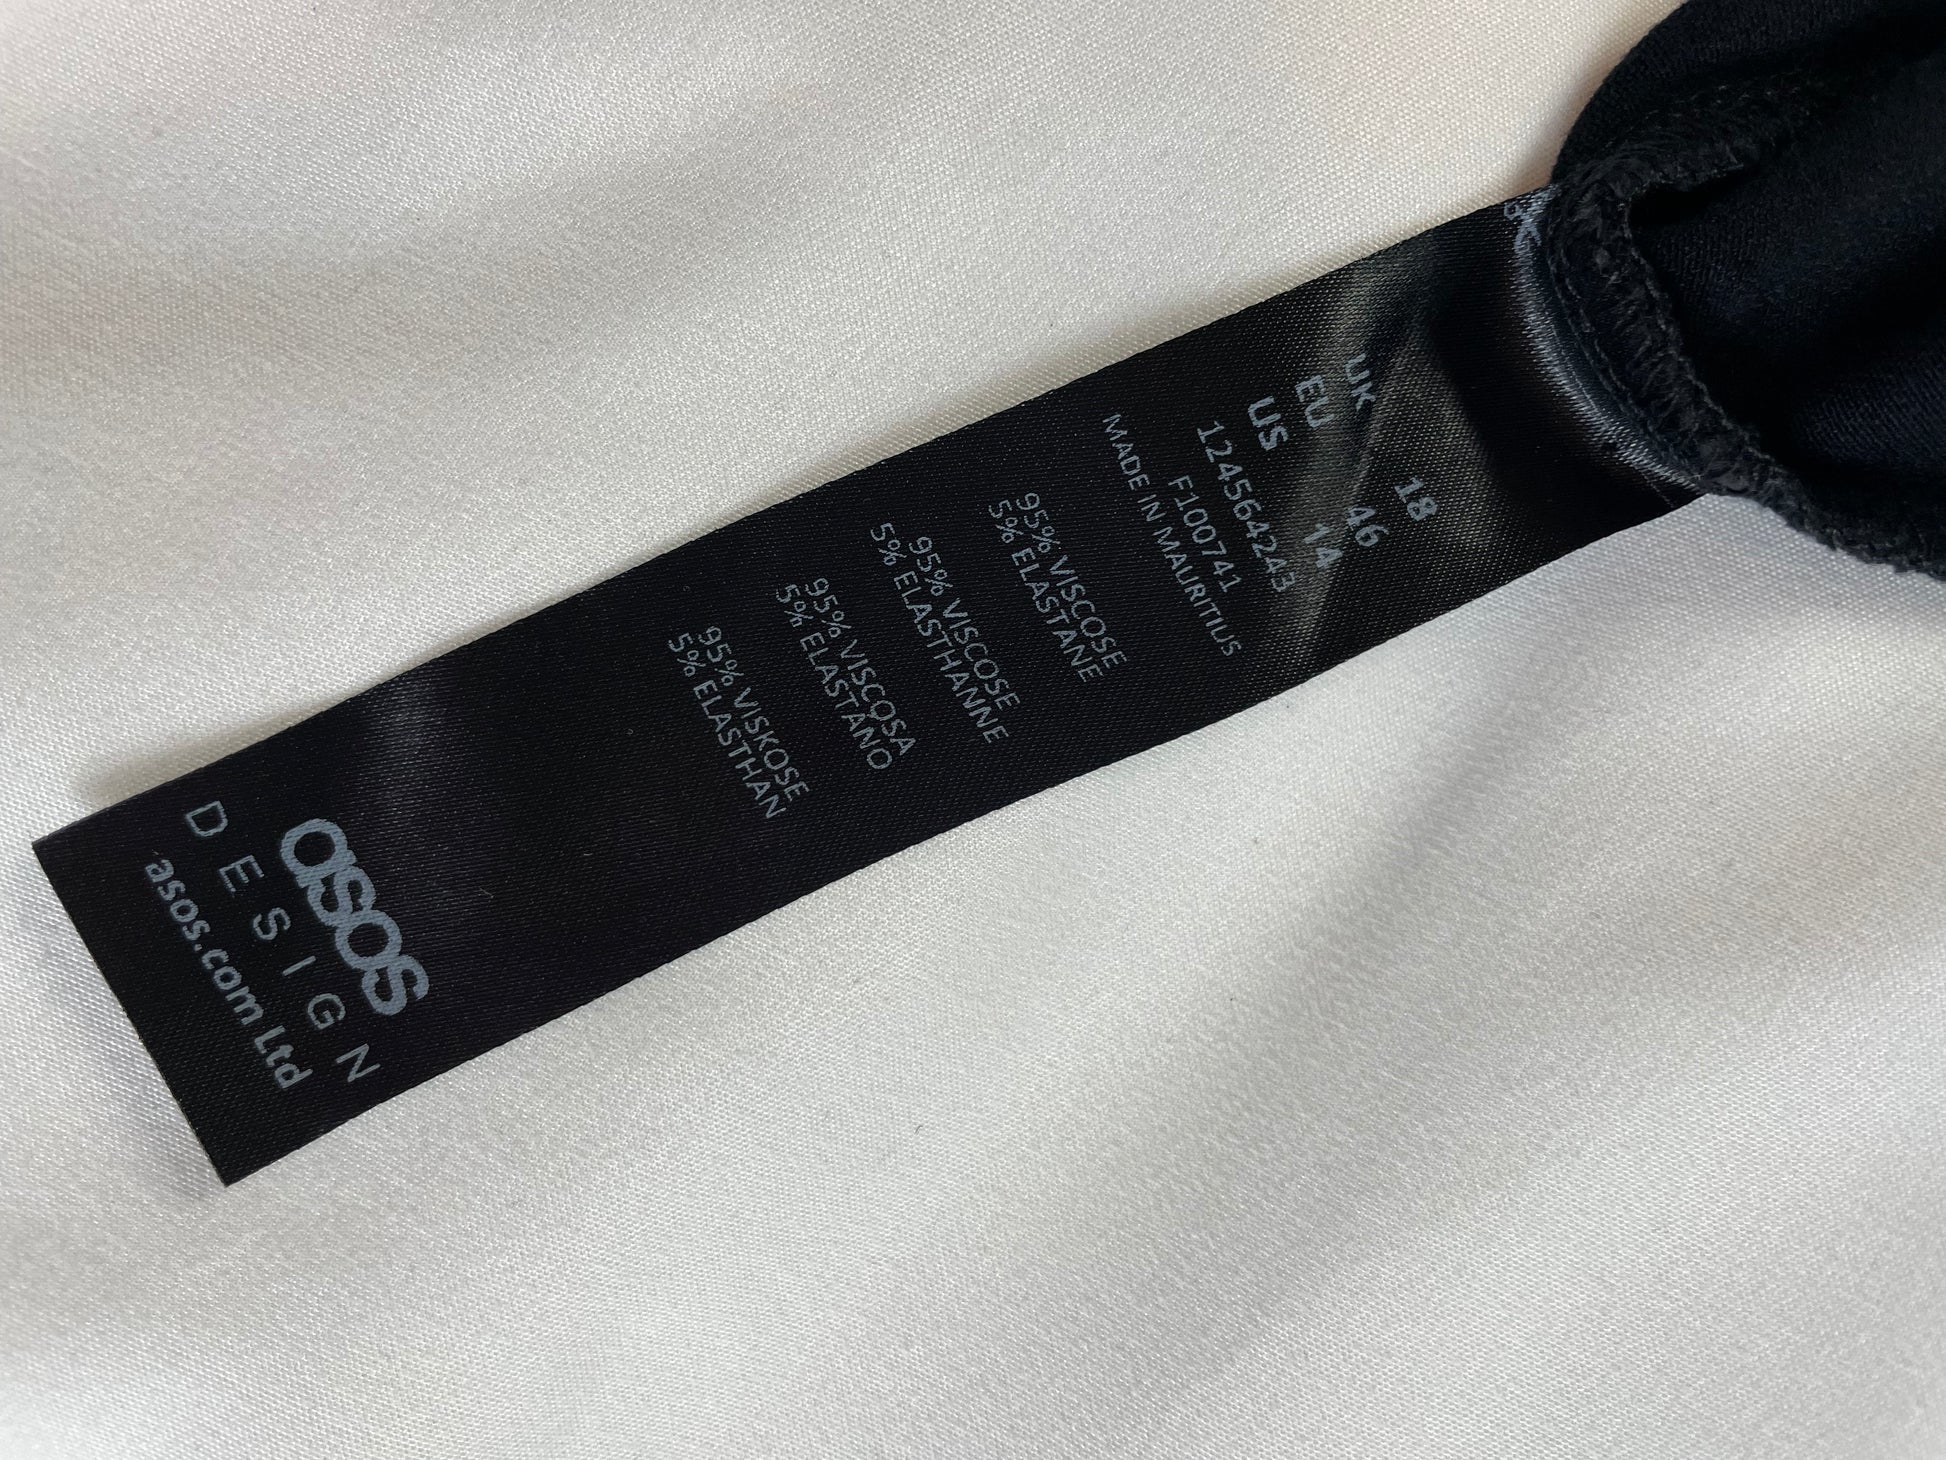 UK 18
EU 46
US 14
1245642243
F100741
MADE IN MAURITIUS
95% VISCOSE
5% ELASTANE
95% VISCOSE
5% ELASTHANNE
95% VISCOSA
5% ELASTANO
95% VISKOSE
5% ELASTHAN
asos
DESIGN
asos.com Ltd